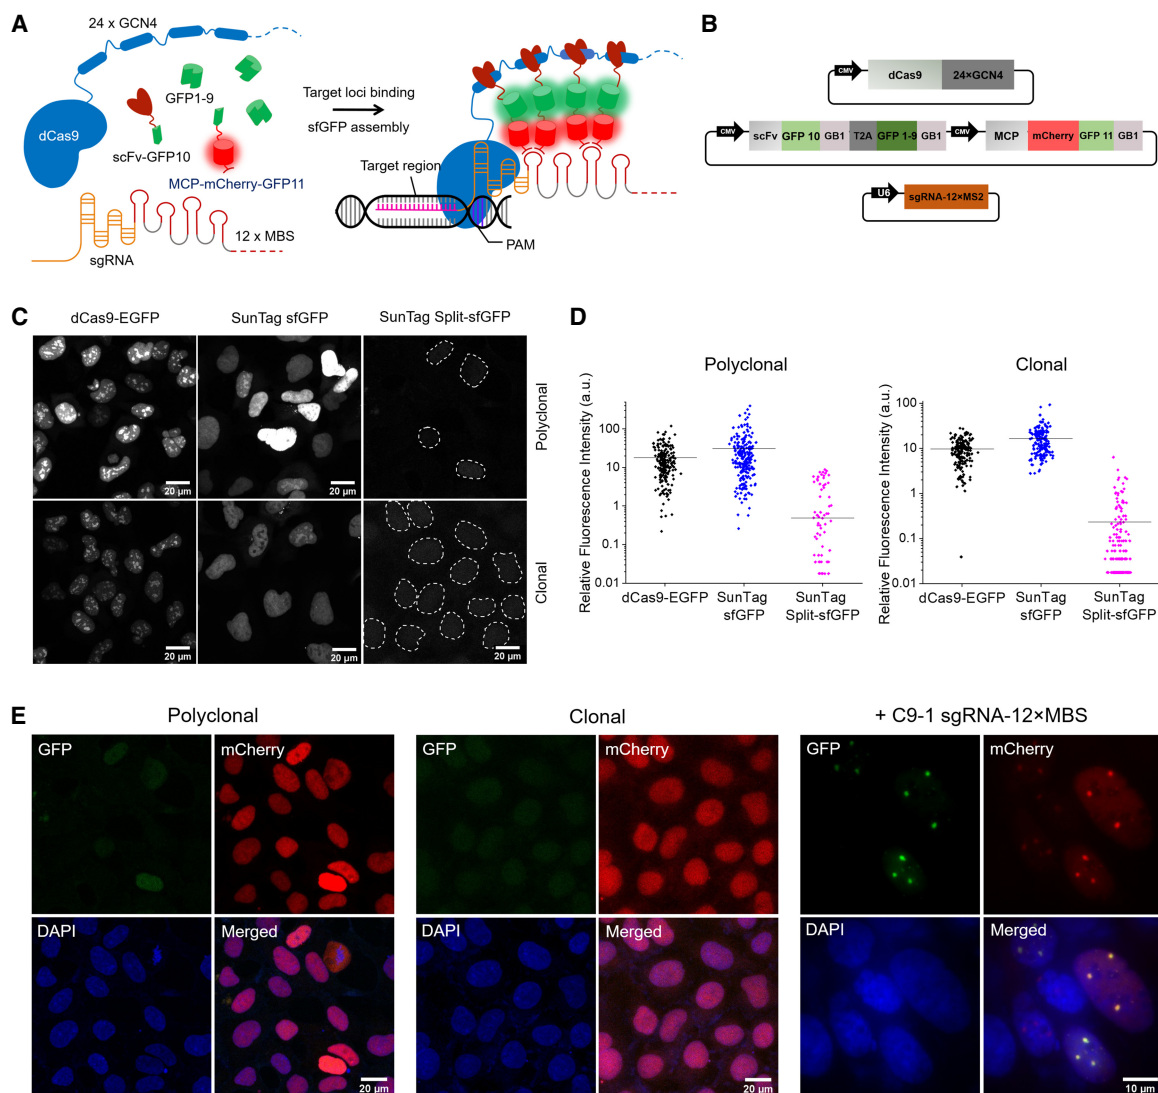 A
24 x GCN4
GFP1-9
dCas9
scFv-GFP10
MCP-mCherry-GFP11
12 x MBS
sgRNA
Target loci binding
sfGFP assembly
Target region
PAM
B
CMV
dCas9
24×GCN4
CMV
scFv
GFP 10
GB1
T2A
GFP 1-9
GB1
CMV
MCP
mCherry
GFP 11
GB1
U6
sgRNA-12×MS2
C
dCas9-EGFP
SunTag sfGFP
SunTag Split-sfGFP
Polyclonal
20 µm
20 µm
20 µm
Clonal
20 µm
20 µm
20 µm
D
Polyclonal
Relative Fluorescence Intensity (a.u.)
100
10
1
0.1
0.01
dCas9-EGFP
SunTag
sfGFP
SunTag
Split-sfGFP
Clonal
Relative Fluorescence Intensity (a.u.)
100
10
1
0.1
0.01
dCas9-EGFP
SunTag
sfGFP
SunTag
Split-sfGFP
E
Polyclonal
GFP
mCherry
DAPI
Merged
20 µm
Clonal
GFP
mCherry
DAPI
Merged
20 µm
+ C9-1 sgRNA-12×MBS
GFP
mCherry
DAPI
Merged
10 µm